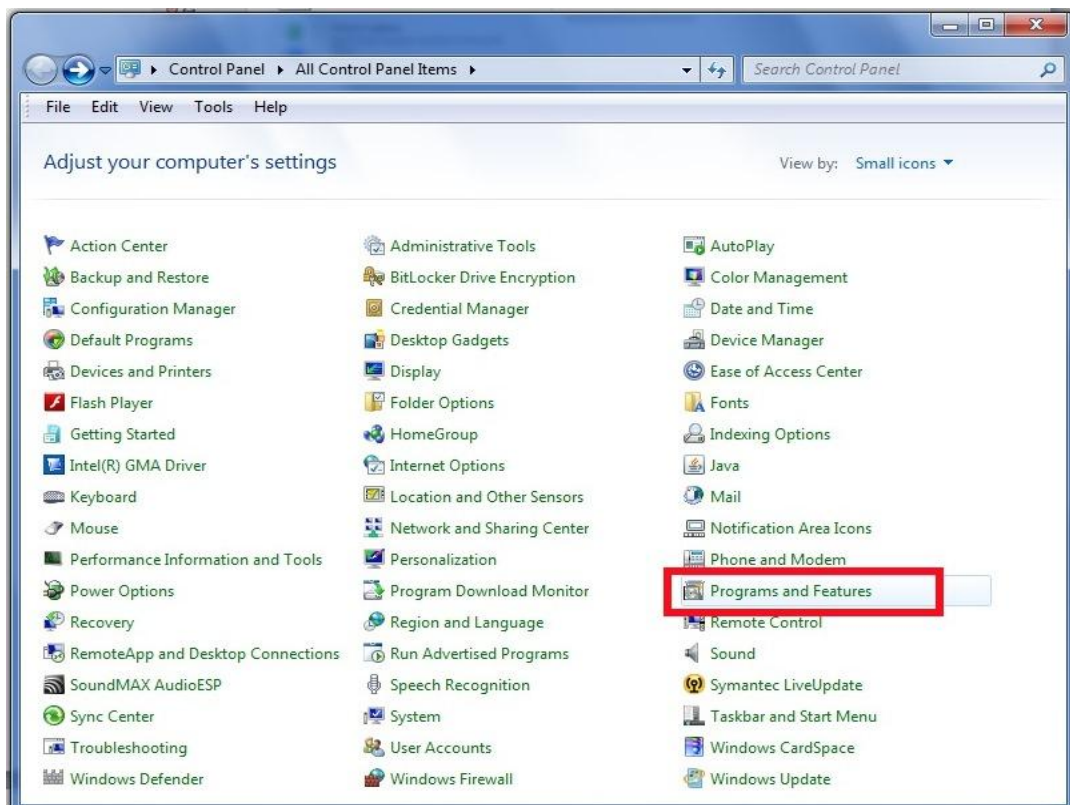 Control Panel All Control Panel Items Search Control Panel
File Edit View Tools Help
Adjust your computer's settings View by: Small icons
Action Center Administrative Tools AutoPlay
Backup and Restore BitLocker Drive Encryption Color Management
Configuration Manager Credential Manager Date and Time
Default Programs Desktop Gadgets Device Manager
Devices and Printers Display Ease of Access Center
Flash Player Folder Options Fonts
Getting Started HomeGroup Indexing Options
Intel(R) GMA Driver Internet Options Java
Keyboard Location and Other Sensors Mail
Mouse Network and Sharing Center Notification Area Icons
Performance Information and Tools Personalization Phone and Modem
Power Options Program Download Monitor Programs and Features
Recovery Region and Language Remote Control
RemoteApp and Desktop Connections Run Advertised Programs Sound
SoundMAX AudioESP Speech Recognition Symantec LiveUpdate
Sync Center System Taskbar and Start Menu
Troubleshooting User Accounts Windows CardSpace
Windows Defender Windows Firewall Windows Update